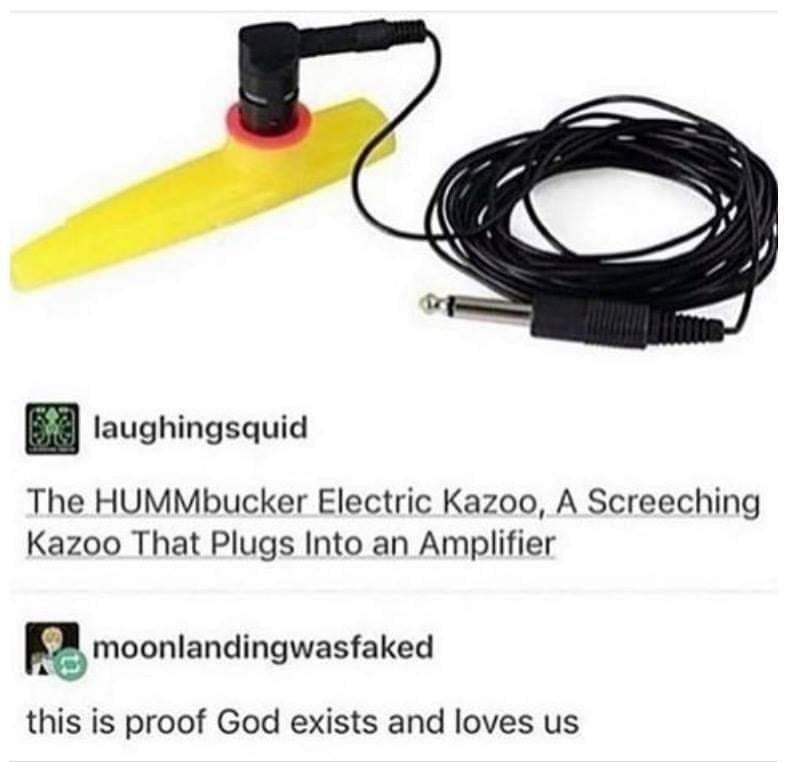 laughingsquid
The HUMMbucker Electric Kazoo, A Screeching
Kazoo That Plugs Into an Amplifier
moonlandingwasfaked
this is proof God exists and loves us